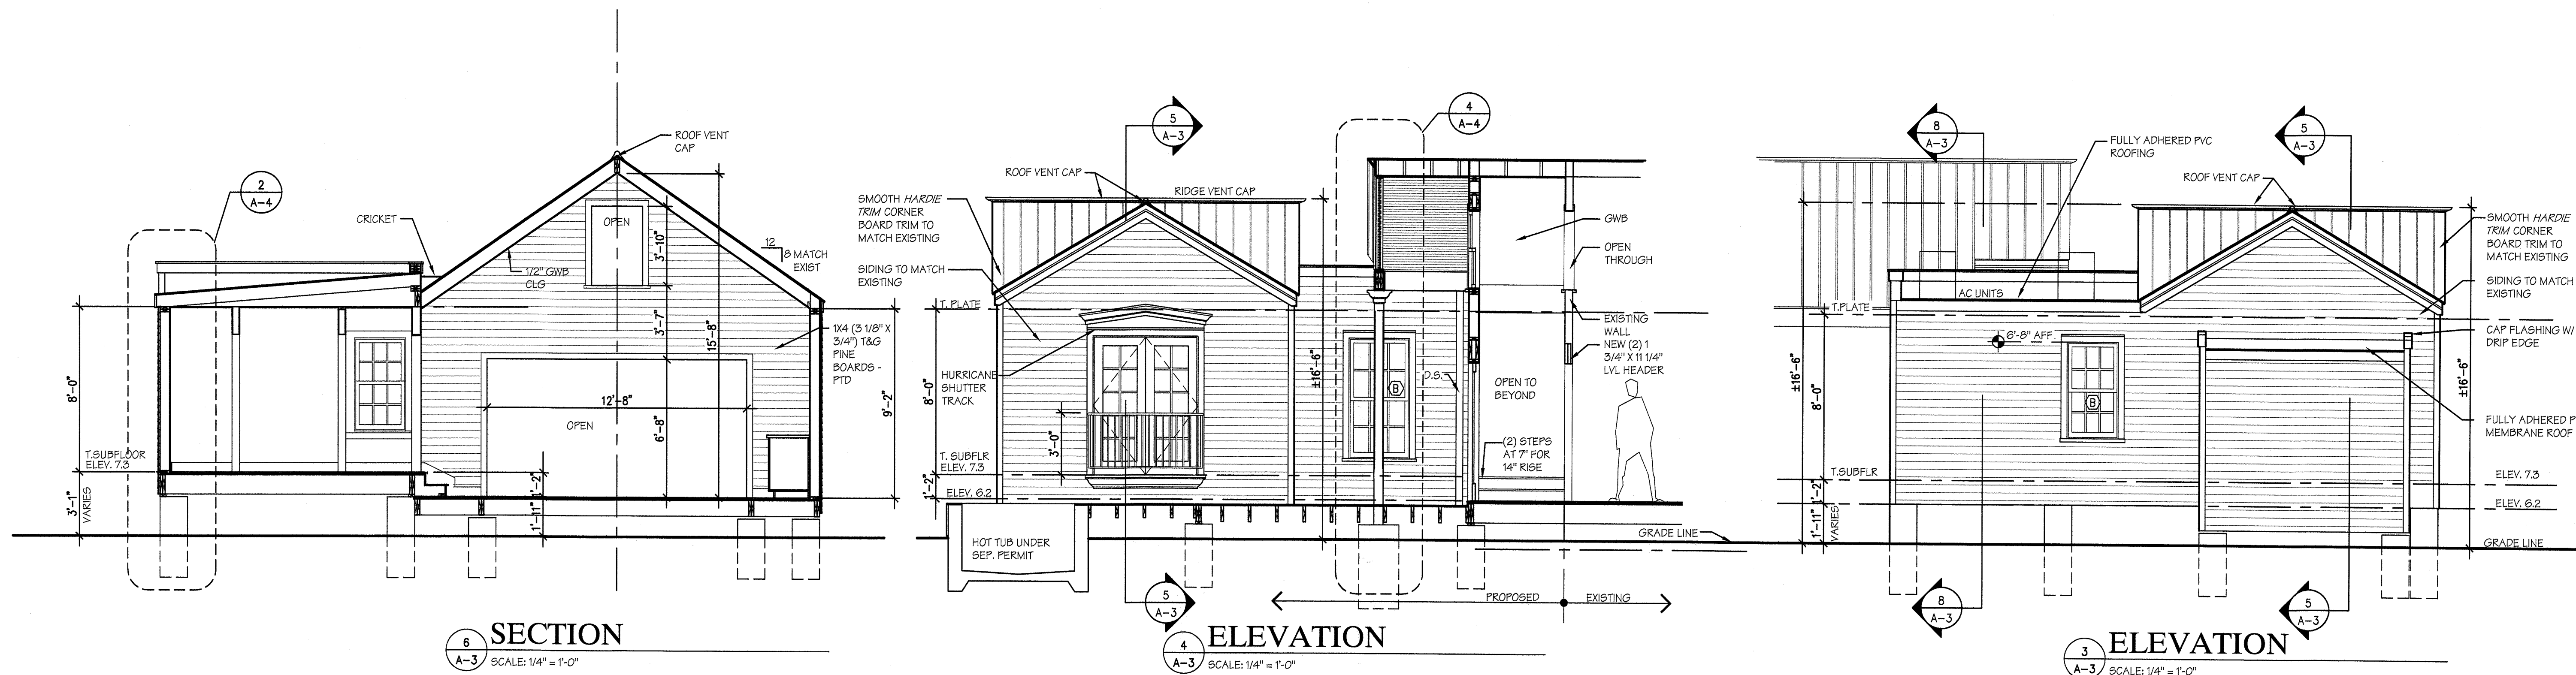 2
A-4
ROOF VENT
CAP
CRICKET
OPEN
3'-10"
12
8 MATCH
EXIST
1/2" GWB
CLG
3'-7"
15'-8"
1X4 (3 1/8" X
3/4") T&G
PINE
BOARDS -
PTD
8'-0"
12'-8"
9'-2"
OPEN
6'-8"
T.SUBFLOOR
ELEV. 7.3
1'-2"
3'-1"
VARIES
1'-11"
6
A-3
SECTION
SCALE: 1/4" = 1'-0"
5
A-3
4
A-4
ROOF VENT CAP
RIDGE VENT CAP
SMOOTH HARDIE
TRIM CORNER
BOARD TRIM TO
MATCH EXISTING
SIDING TO MATCH
EXISTING
GWB
OPEN
THROUGH
T. PLATE
EXISTING
WALL
NEW (2) 1
3/4" X 11 1/4"
LVL HEADER
HURRICANE
SHUTTER
TRACK
±16'-6"
D.S.
B
OPEN TO
BEYOND
8'-0"
3'-0"
(2) STEPS
AT 7" FOR
14" RISE
T. SUBFLR
ELEV. 7.3
1'-2"
ELEV. 6.2
HOT TUB UNDER
SEP. PERMIT
GRADE LINE
5
A-3
PROPOSED
EXISTING
4
A-3
ELEVATION
SCALE: 1/4" = 1'-0"
8
A-3
5
A-3
FULLY ADHERED PVC
ROOFING
ROOF VENT CAP
SMOOTH HARDIE
TRIM CORNER
BOARD TRIM TO
MATCH EXISTING
SIDING TO MATCH
EXISTING
AC UNITS
T.PLATE
6'-8" AFF
CAP FLASHING W/
DRIP EDGE
±16'-6"
8'-0"
±16'-6"
B
FULLY ADHERED P
MEMBRANE ROOF
T.SUBFLR
ELEV. 7.3
1'-2"
1'-2"
ELEV. 6.2
1'-11"
VARIES
GRADE LINE
8
A-3
5
A-3
3
A-3
ELEVATION
SCALE: 1/4" = 1'-0"